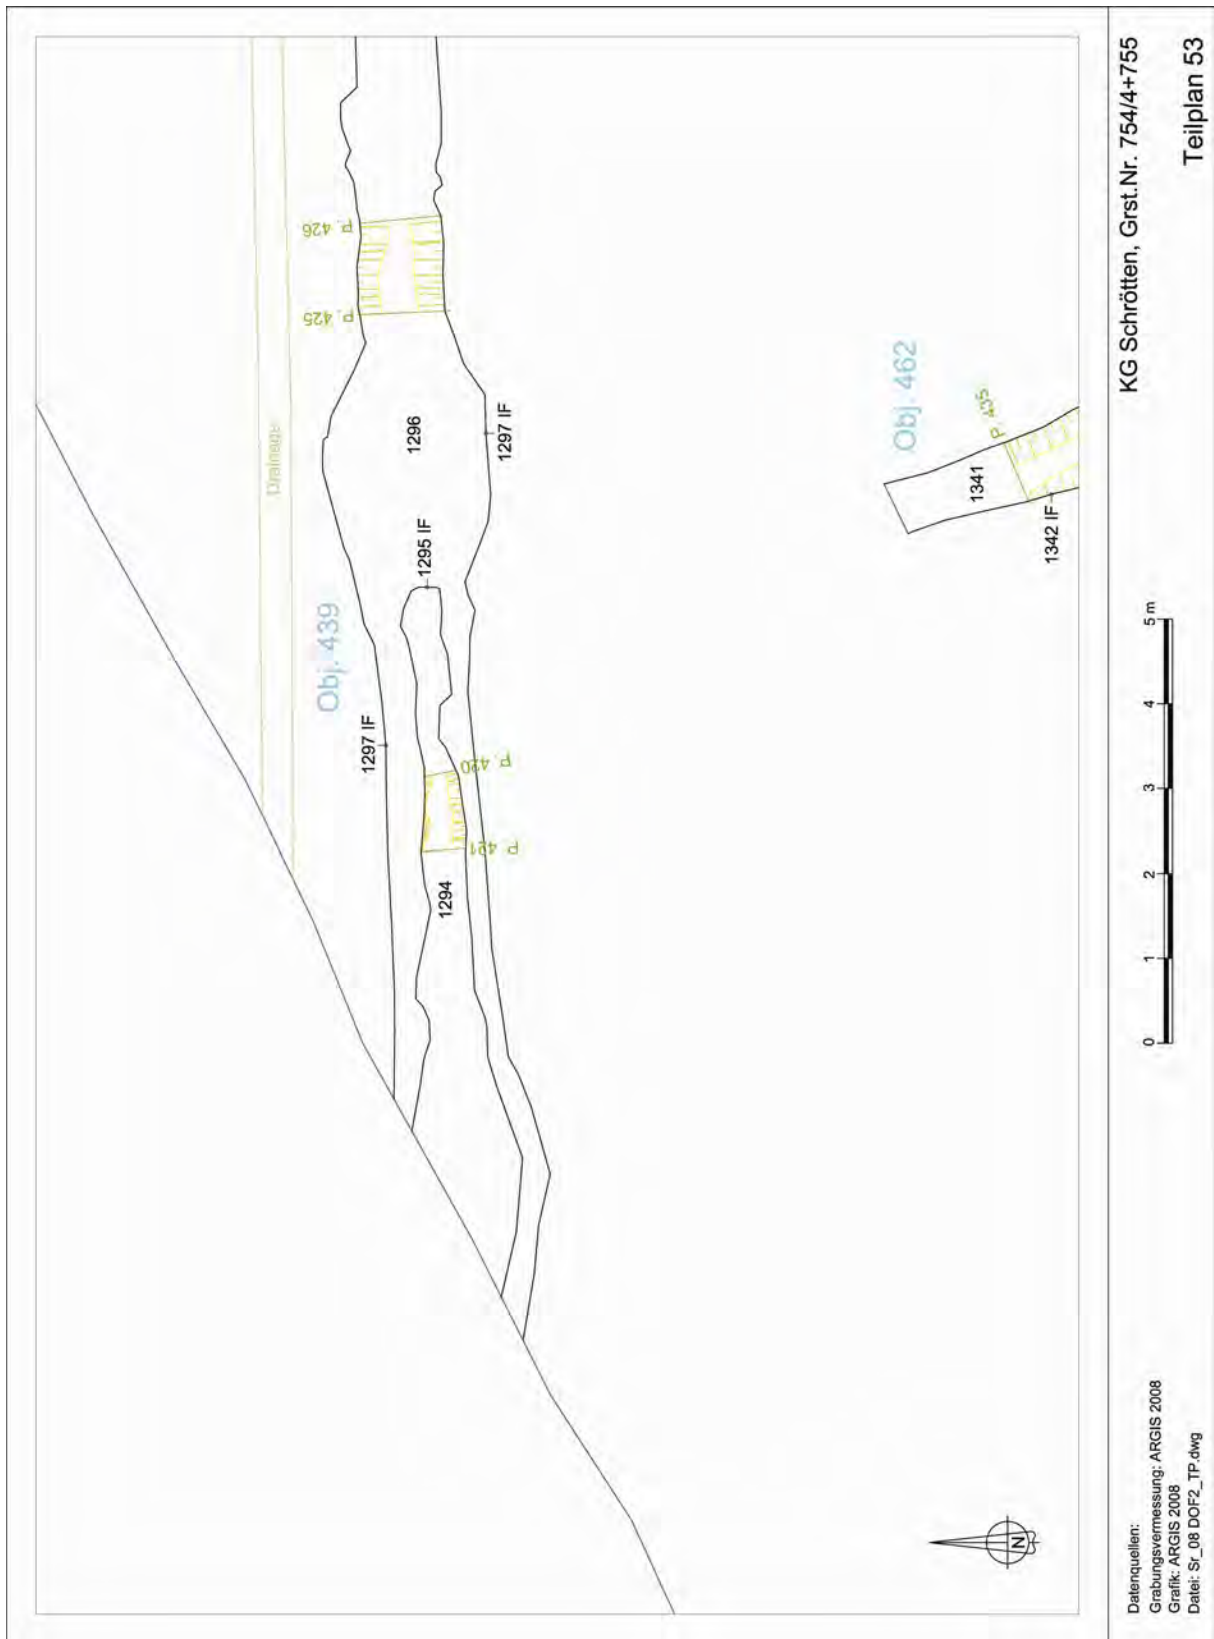 Drainage
Obj. 439
P. 425
P. 426
1297 IF
1295 IF
1296
1297 IF
P. 420
P. 421
1294
Obj. 462
P. 435
1341
1342 IF
N
0 1 2 3 4 5 m
Datenquellen:
Grabungsvermessung: ARGIS 2008
Grafik: ARGIS 2008
Datei: Sr_08 DOF2_TP.dwg
KG Schrötten, Grst.Nr. 754/4+755
Teilplan 53